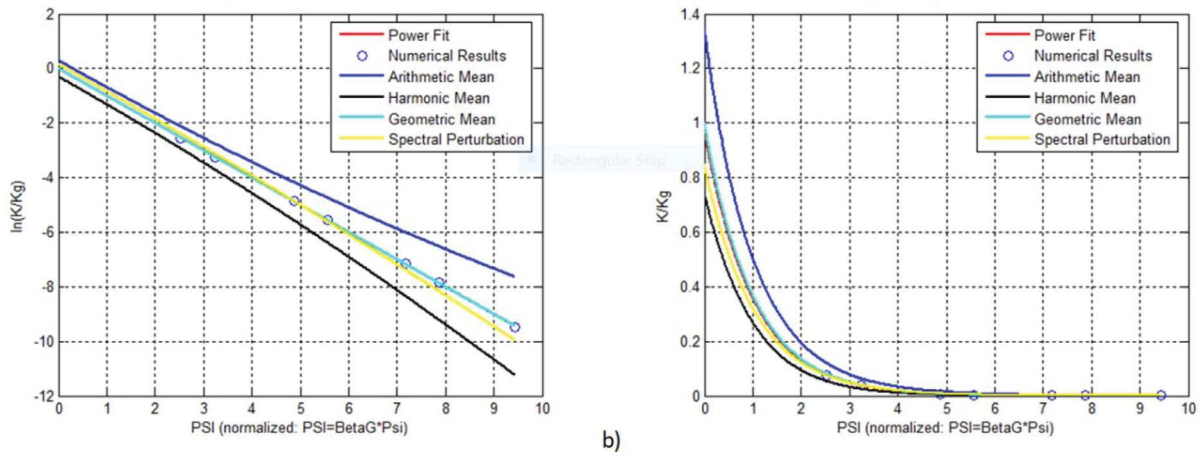 2
0
-2
-4
-6
-8
-10
-12
ln(K/Kg)
Power Fit
Numerical Results
Arithmetic Mean
Harmonic Mean
Geometric Mean
Spectral Perturbation
0 1 2 3 4 5 6 7 8 9 10
PSI (normalized: PSI=BetaG*Psi)
Rectangular Snip
b)
1.4
1.2
1
0.8
0.6
0.4
0.2
0
K/Kg
Power Fit
Numerical Results
Arithmetic Mean
Harmonic Mean
Geometric Mean
Spectral Perturbation
0 1 2 3 4 5 6 7 8 9 10
PSI (normalized: PSI=BetaG*Psi)